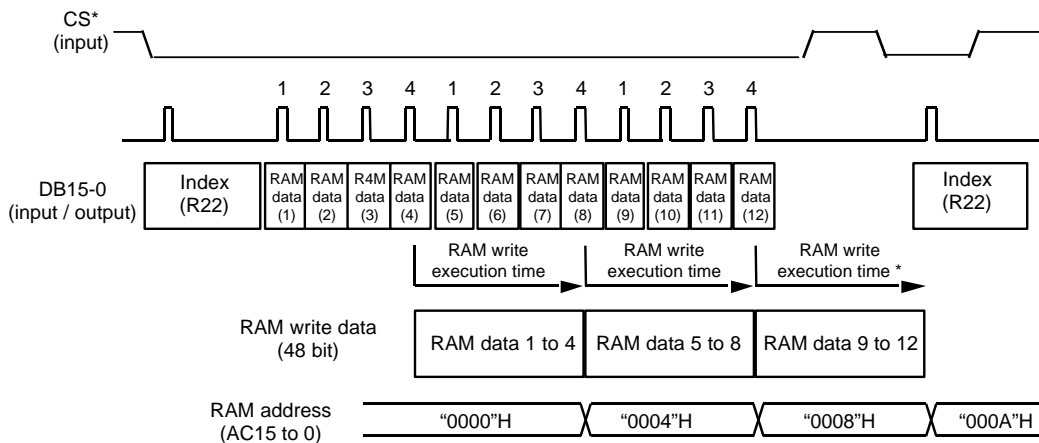 CS*
(input)
1 2 3 4 1 2 3 4 1 2 3 4
DB15-0
(input / output)
Index
(R22)
RAM
data
(1)
RAM
data
(2)
R4M
data
(3)
RAM
data
(4)
RAM
data
(5)
RAM
data
(6)
RAM
data
(7)
RAM
data
(8)
RAM
data
(9)
RAM
data
(10)
RAM
data
(11)
RAM
data
(12)
Index
(R22)
RAM write
execution time
RAM write
execution time
RAM write
execution time *
RAM write data
(48 bit)
RAM data 1 to 4
RAM data 5 to 8
RAM data 9 to 12
RAM address
(AC15 to 0)
“0000”H
“0004”H
“0008”H
“000A”H